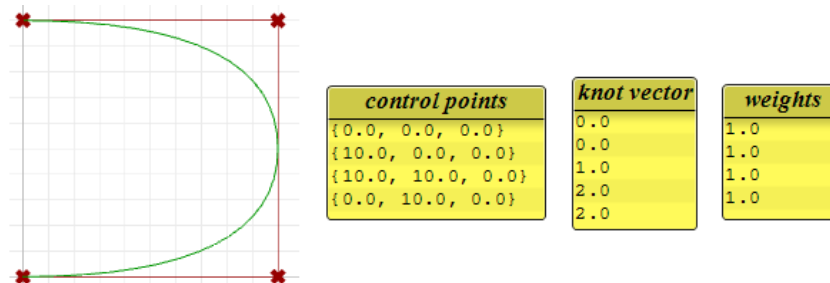 control points
{0.0, 0.0, 0.0}
{10.0, 0.0, 0.0}
{10.0, 10.0, 0.0}
{0.0, 10.0, 0.0}
knot vector
0.0
0.0
1.0
2.0
2.0
weights
1.0
1.0
1.0
1.0